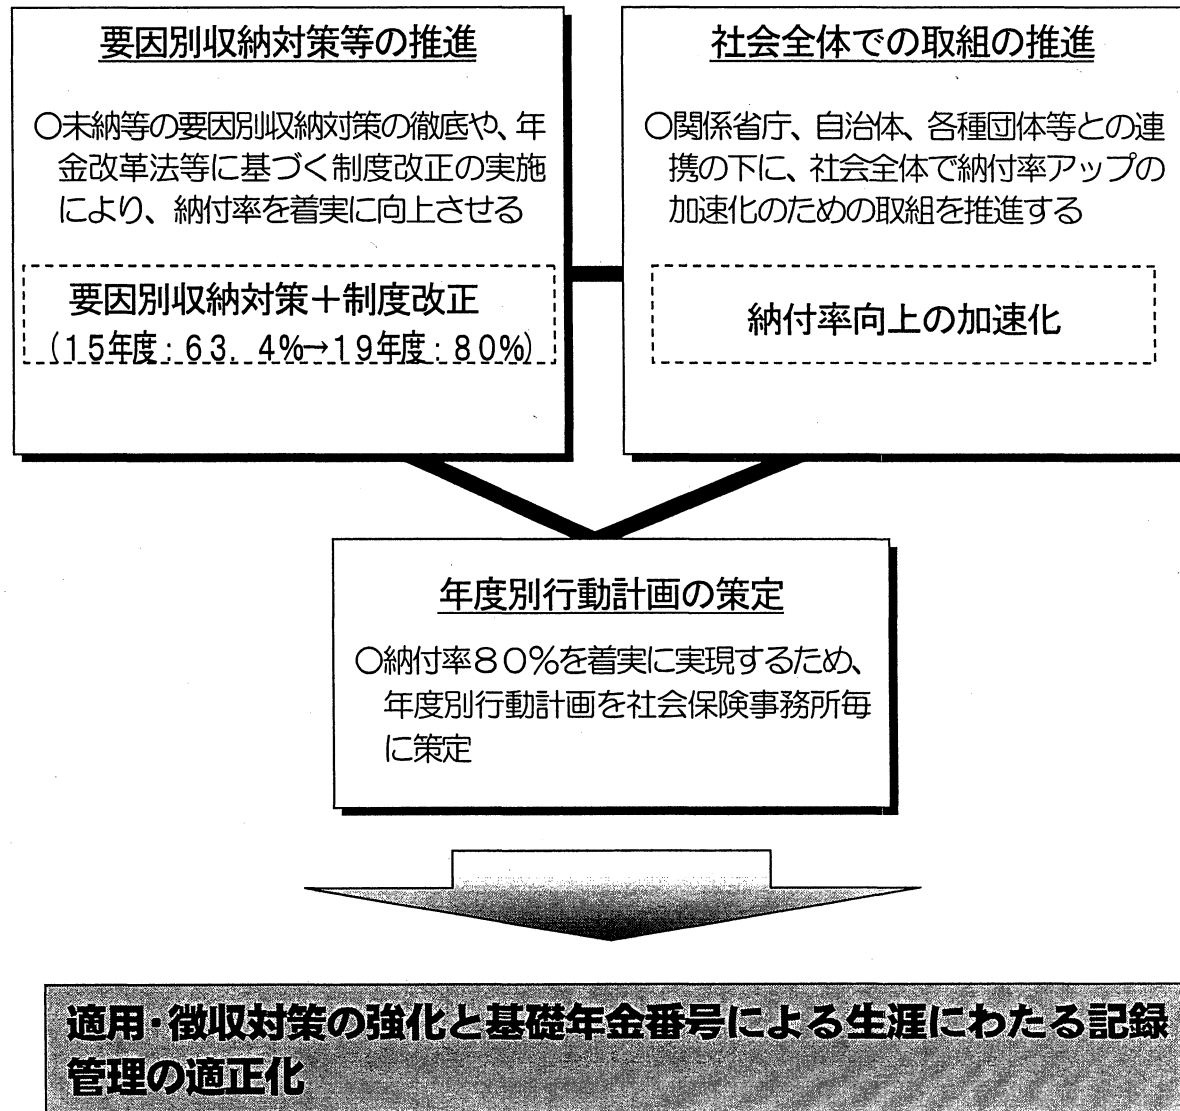 要因別収納対策等の推進
〇未納等の要因別収納対策の徹底や、年
金改革法等に基づく制度改正の実施
により、納付率を着実に向上させる
要因別収納対策＋制度改正
（１５年度：６３．４％→１９年度：８０％）
社会全体での取組の推進
〇関係省庁、自治体、各種団体等との連
携の下に、社会全体で納付率アップの
加速化のための取組を推進する
納付率向上の加速化
年度別行動計画の策定
〇納付率８０％を着実に実現するため、
年度別行動計画を社会保険事務所毎
に策定
適用・徴収対策の強化と基礎年金番号による生涯にわたる記録
管理の適正化